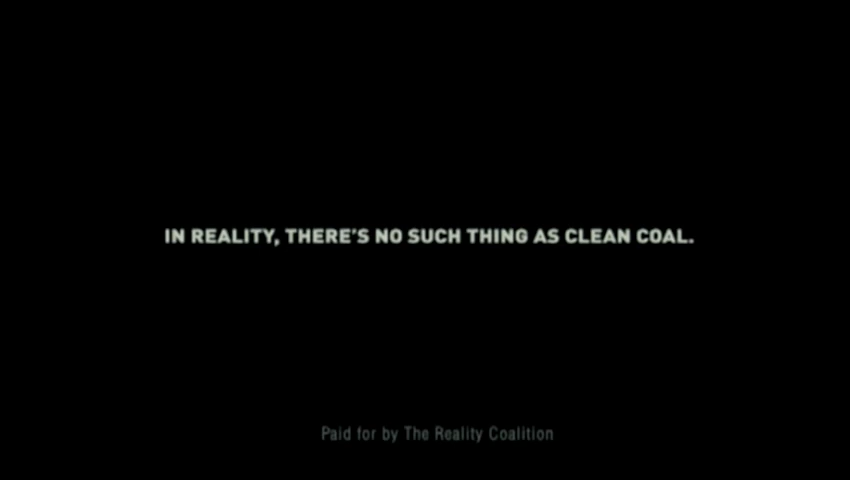 IN REALITY, THERE'S NO SUCH THING AS CLEAN COAL.
Paid for by The Reality Coalition